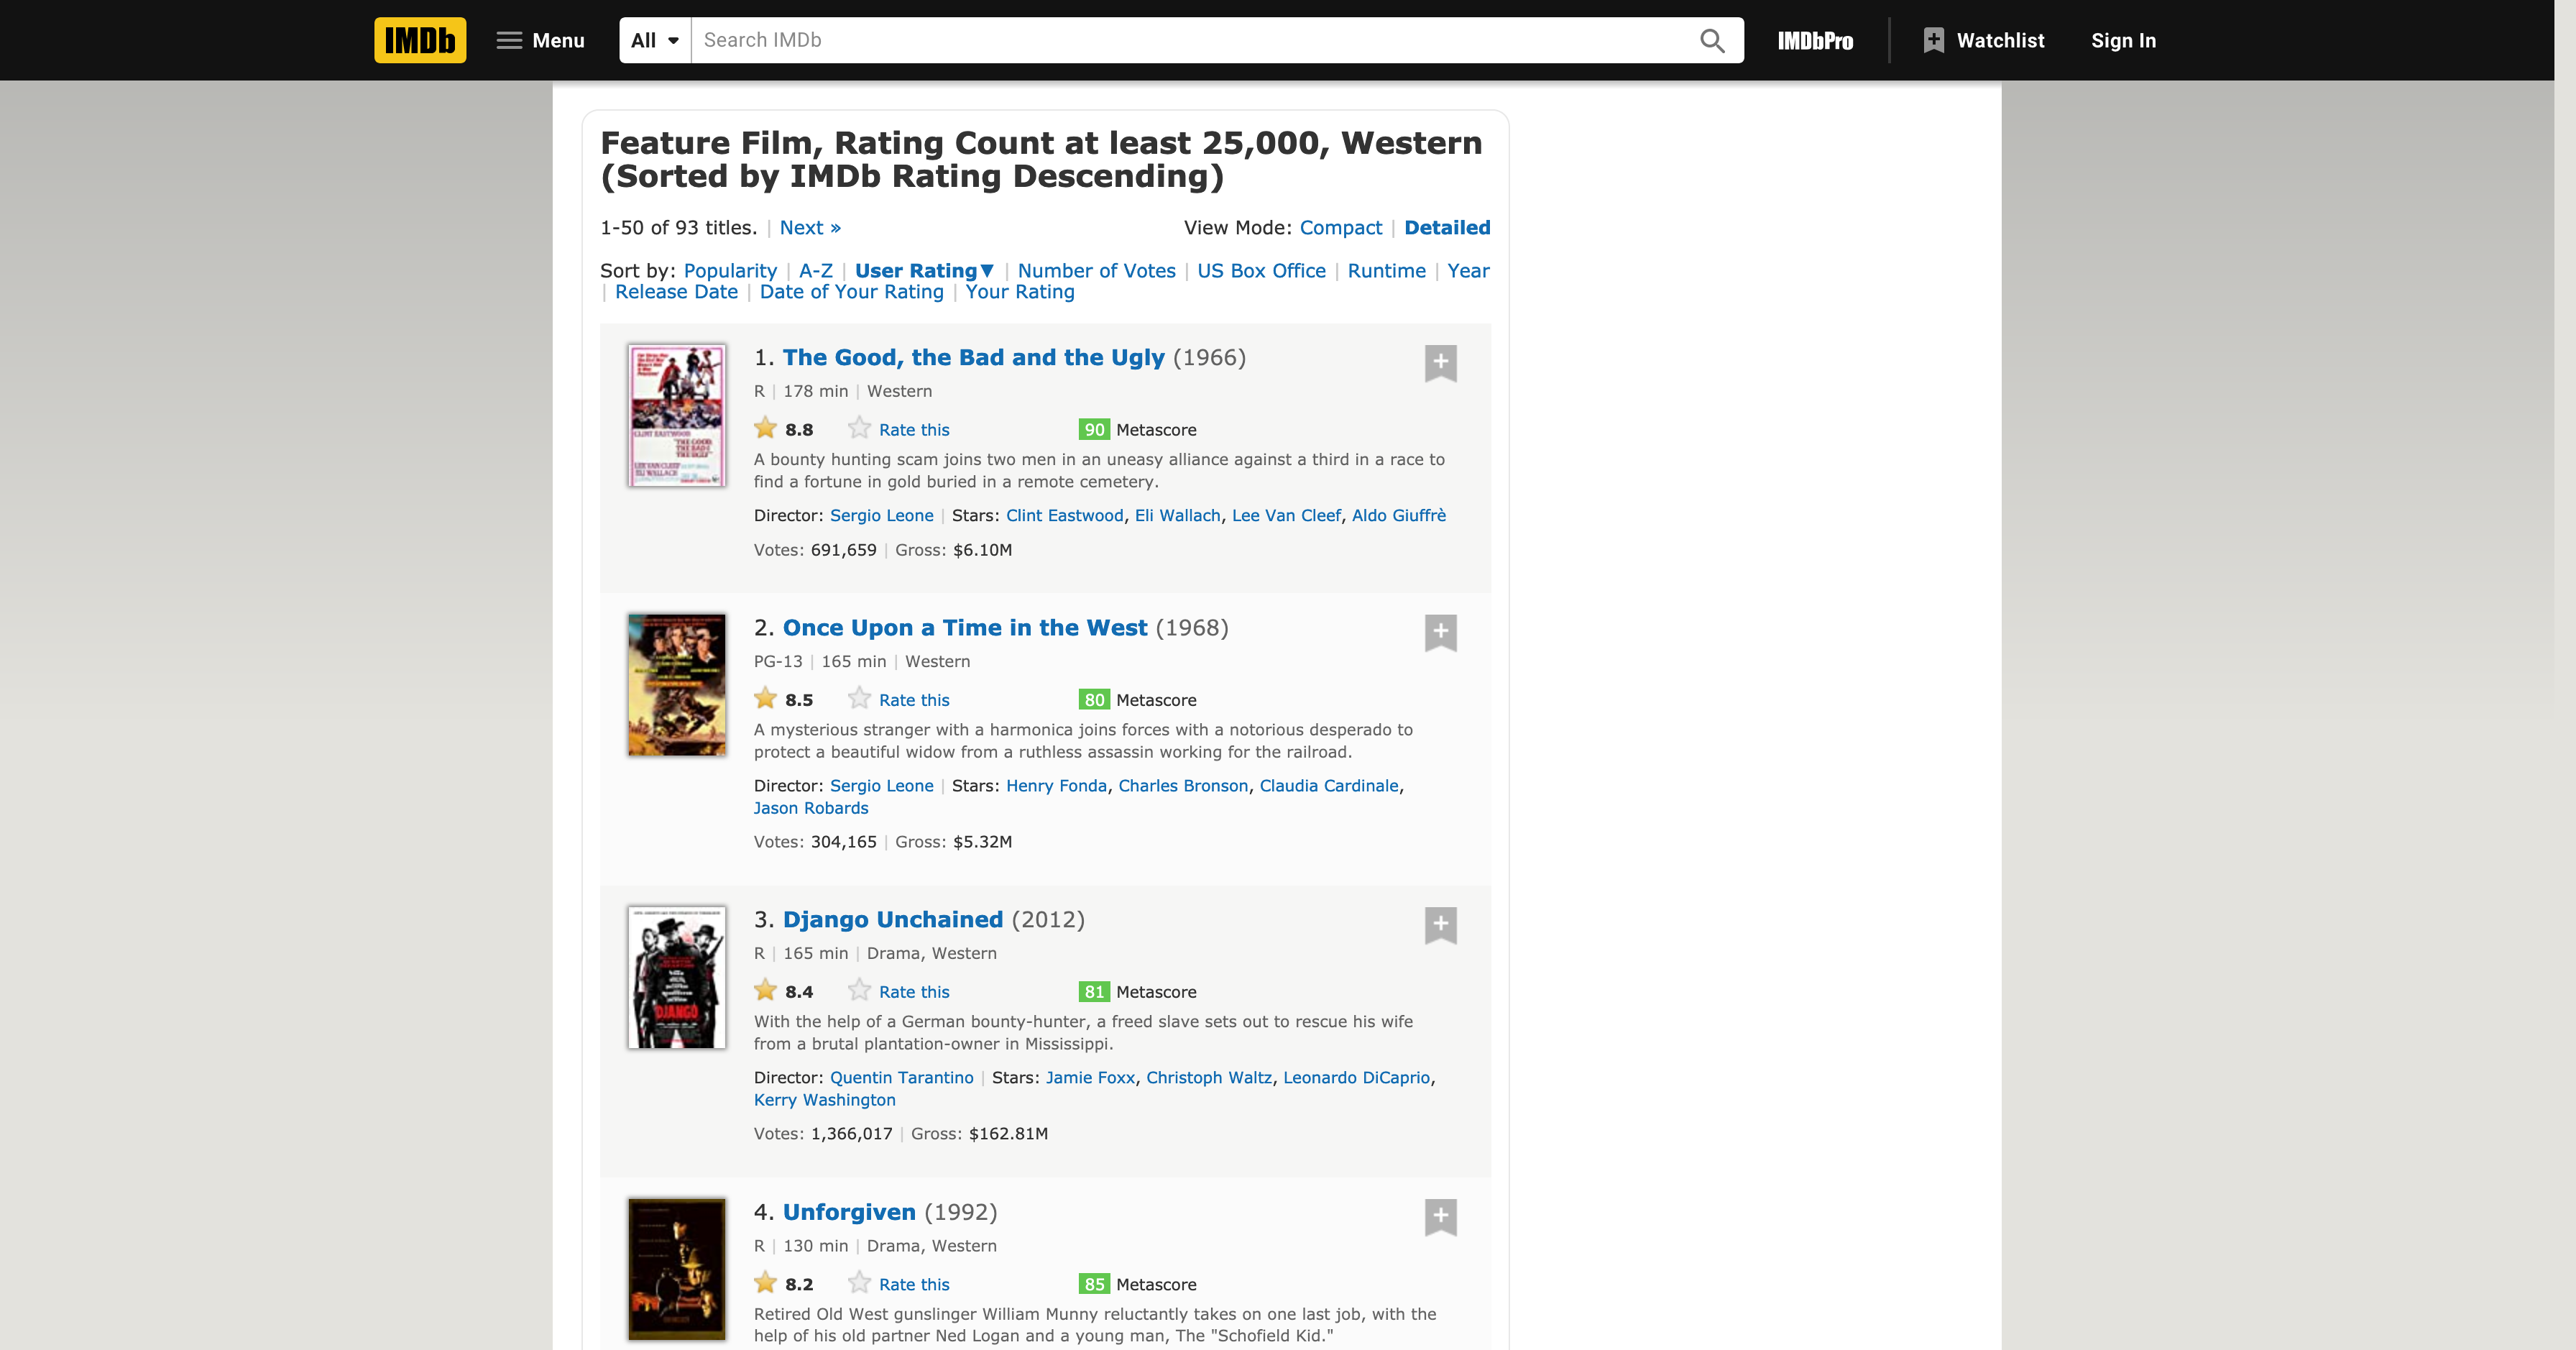 IMDb Menu All Search IMDb IMDbPro Watchlist Sign In
Feature Film, Rating Count at least 25,000, Western
(Sorted by IMDb Rating Descending)
1-50 of 93 titles. | Next » View Mode: Compact | Detailed
Sort by: Popularity | A-Z | User Rating▼ | Number of Votes | US Box Office | Runtime | Year
| Release Date | Date of Your Rating | Your Rating
1. The Good, the Bad and the Ugly (1966)
R | 178 min | Western
8.8 Rate this 90 Metascore
A bounty hunting scam joins two men in an uneasy alliance against a third in a race to
find a fortune in gold buried in a remote cemetery.
Director: Sergio Leone | Stars: Clint Eastwood, Eli Wallach, Lee Van Cleef, Aldo Giuffrè
Votes: 691,659 | Gross: $6.10M
2. Once Upon a Time in the West (1968)
PG-13 | 165 min | Western
8.5 Rate this 80 Metascore
A mysterious stranger with a harmonica joins forces with a notorious desperado to
protect a beautiful widow from a ruthless assassin working for the railroad.
Director: Sergio Leone | Stars: Henry Fonda, Charles Bronson, Claudia Cardinale,
Jason Robards
Votes: 304,165 | Gross: $5.32M
DJANGO
3. Django Unchained (2012)
R | 165 min | Drama, Western
8.4 Rate this 81 Metascore
With the help of a German bounty-hunter, a freed slave sets out to rescue his wife
from a brutal plantation-owner in Mississippi.
Director: Quentin Tarantino | Stars: Jamie Foxx, Christoph Waltz, Leonardo DiCaprio,
Kerry Washington
Votes: 1,366,017 | Gross: $162.81M
4. Unforgiven (1992)
R | 130 min | Drama, Western
8.2 Rate this 85 Metascore
Retired Old West gunslinger William Munny reluctantly takes on one last job, with the
help of his old partner Ned Logan and a young man, The "Schofield Kid."